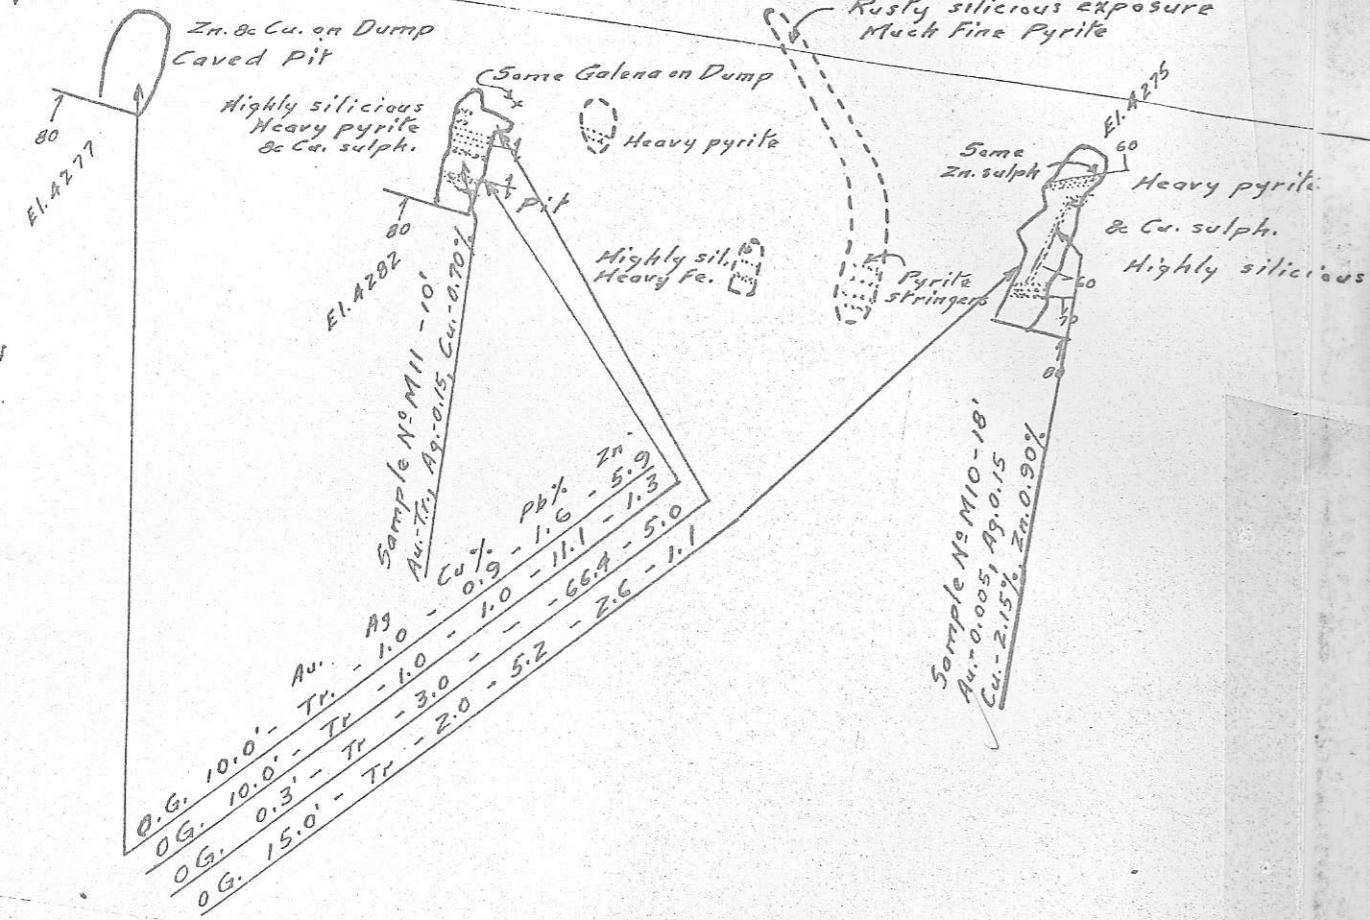 Zn. & Cu. on Dump
Caved Pit
80
El. 4277
Highly silicious
Heavy pyrite
& Cu. sulph.
Some Galena on Dump
x
Heavy pyrite
Pit
80
El. 4282
Rusty silicious exposure
Much Fine Pyrite
Highly sil.
Heavy Fe.
Pyrite
stringers
El. 4275
60
Some
Zn. sulph
Heavy pyrite
& Cu. sulph.
Highly silicious
60
70
80
Sample Nº M11 - 10'
Au.-Tr., Ag.-0.15, Cu.-0.70%
Sample Nº M10 - 18'
Au.-0.005, Ag. 0.15
Cu.-2.15%, Zn. 0.90%
Au. Ag Cu% Pb% Zn
O.G. 10.0' - Tr. - 1.0 - 0.9 - 1.6 - 5.9
O G. 10.0' - Tr - 1.0 - 1.0 - 11.1 - 1.3
O G. 0.3' - Tr - 3.0 - - 66.4 - 5.0
O G. 15.0' - Tr - 2.0 - 5.2 - 2.6 - 1.1